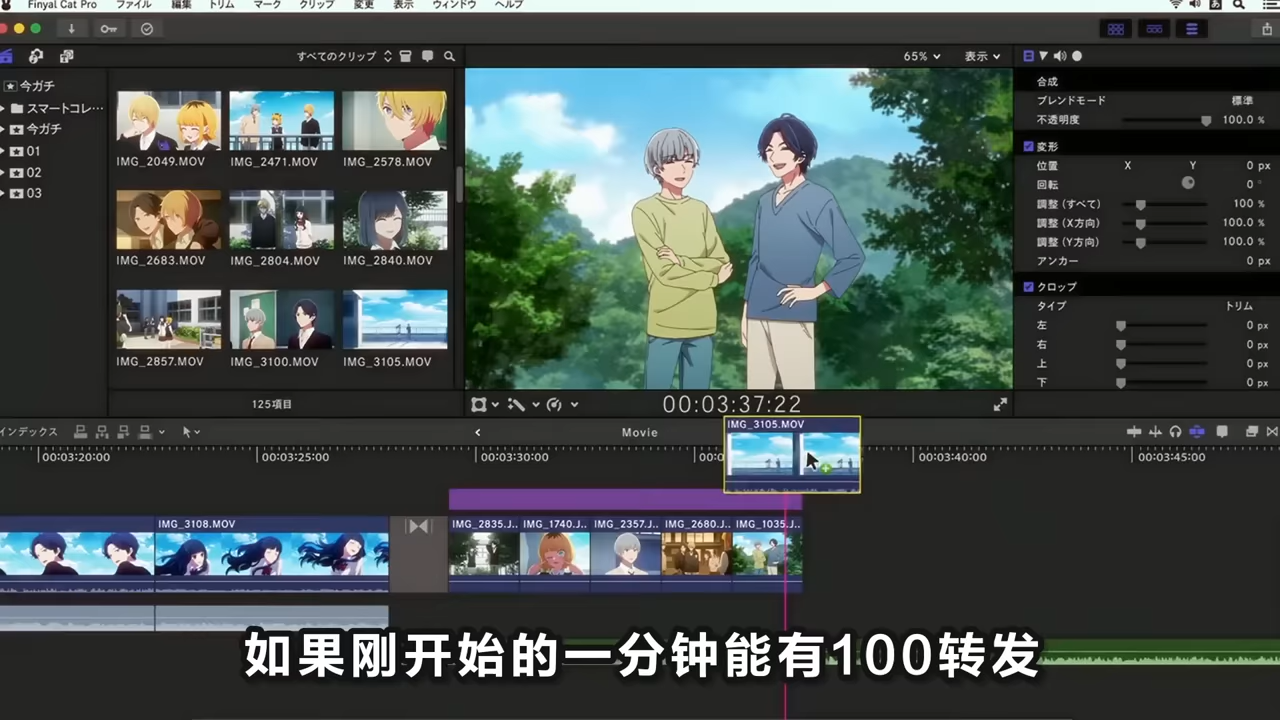 Finyal Cat Pro ファイル 編集 トリム マーク クリップ 変更 表示 ウィンドウ ヘルプ
あ
すべてのクリップ
65%
表示
今ガチ
スマートコレ…
今ガチ
01
02
03
IMG_2049.MOV
IMG_2471.MOV
IMG_2578.MOV
IMG_2683.MOV
IMG_2804.MOV
IMG_2840.MOV
IMG_2857.MOV
IMG_3100.MOV
IMG_3105.MOV
125項目
合成
ブレンドモード 標準
不透明度 100.0 %
変形
位置 X Y 0 px
回転 0 °
調整 (すべて) 100 %
調整 (X方向) 100.0 %
調整 (Y方向) 100.0 %
アンカー 0 px
クロップ
タイプ トリム
左 0 px
右 0 px
上 0 px
下 0 px
00:03:37:22
インデックス
Movie
00:03:20:00
00:03:25:00
00:03:30:00
00:0
00:03:40:00
00:03:45:00
IMG_3105.MOV
IMG_3108.MOV
IMG_2835.J..
IMG_1740.J..
IMG_2357.J..
IMG_2680.J..
IMG_1035.J..
如果刚开始的一分钟能有100转发